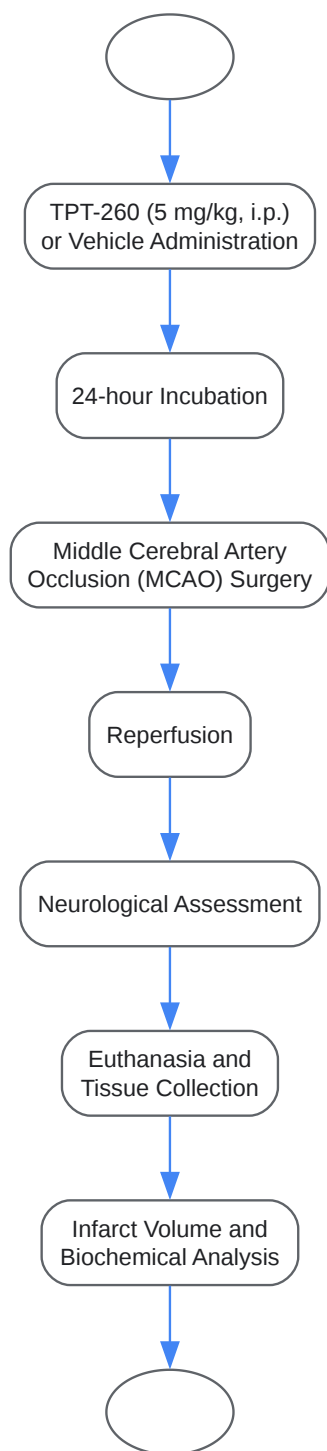 TPT-260 (5 mg/kg, i.p.)
or Vehicle Administration
24-hour Incubation
Middle Cerebral Artery
Occlusion (MCAO) Surgery
Reperfusion
Neurological Assessment
Euthanasia and
Tissue Collection
Infarct Volume and
Biochemical Analysis